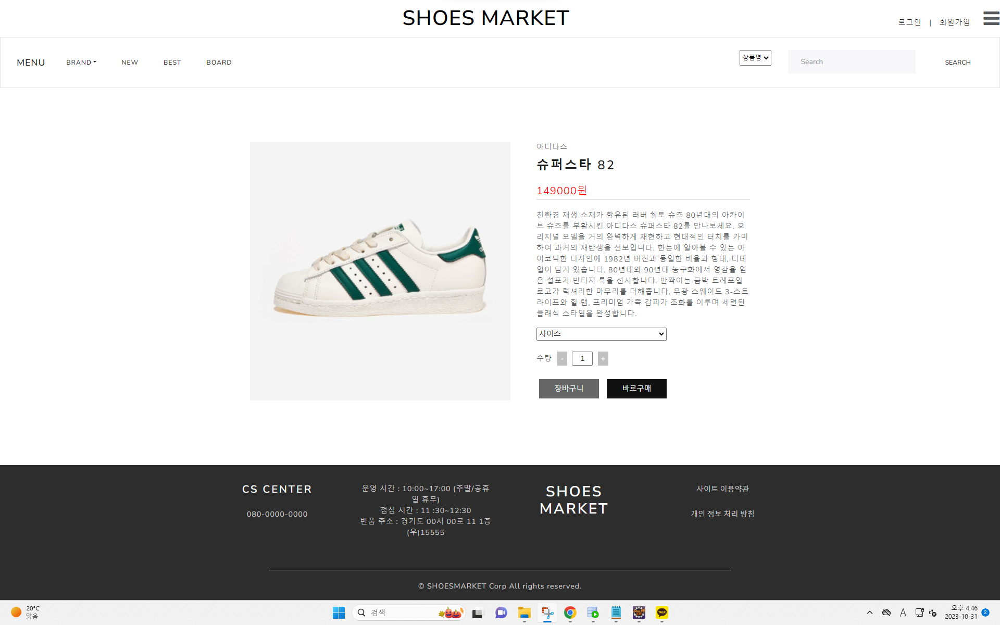 SHOES MARKET
로그인 | 회원가입
MENU BRAND NEW BEST BOARD 상품명 Search SEARCH
아디다스
슈퍼스타 82
149000원
친환경 재생 소재가 함유된 러버 쉘토 슈즈 80년대의 아카이
브 슈즈를 부활시킨 아디다스 슈퍼스타 82를 만나보세요. 오
리지널 모델을 거의 완벽하게 재현하고 현대적인 터치를 가미
하여 과거의 재탄생을 선보입니다. 한눈에 알아볼 수 있는 아
이코닉한 디자인에 1982년 버전과 동일한 비율과 형태, 디테
일이 담겨 있습니다. 80년대와 90년대 농구화에서 영감을 얻
은 설포가 빈티지 룩을 선사합니다. 반짝이는 금박 트레포일
로고가 럭셔리한 마무리를 더해줍니다. 무광 스웨이드 3-스트
라이프와 힐 탭, 프리미엄 가죽 갑피가 조화를 이루며 세련된
클래식 스타일을 완성합니다.
사이즈
수량 - 1 +
장바구니 바로구매
CS CENTER
080-0000-0000
운영 시간 : 10:00~17:00 (주말/공휴
일 휴무)
점심 시간 : 11 :30~12:30
반품 주소 : 경기도 00시 00로 11 1층
(우)15555
SHOES
MARKET
사이트 이용약관
개인 정보 처리 방침
© SHOESMARKET Corp All rights reserved.
20°C
맑음
검색
TALK
A
오후 4:46
2023-10-31
2